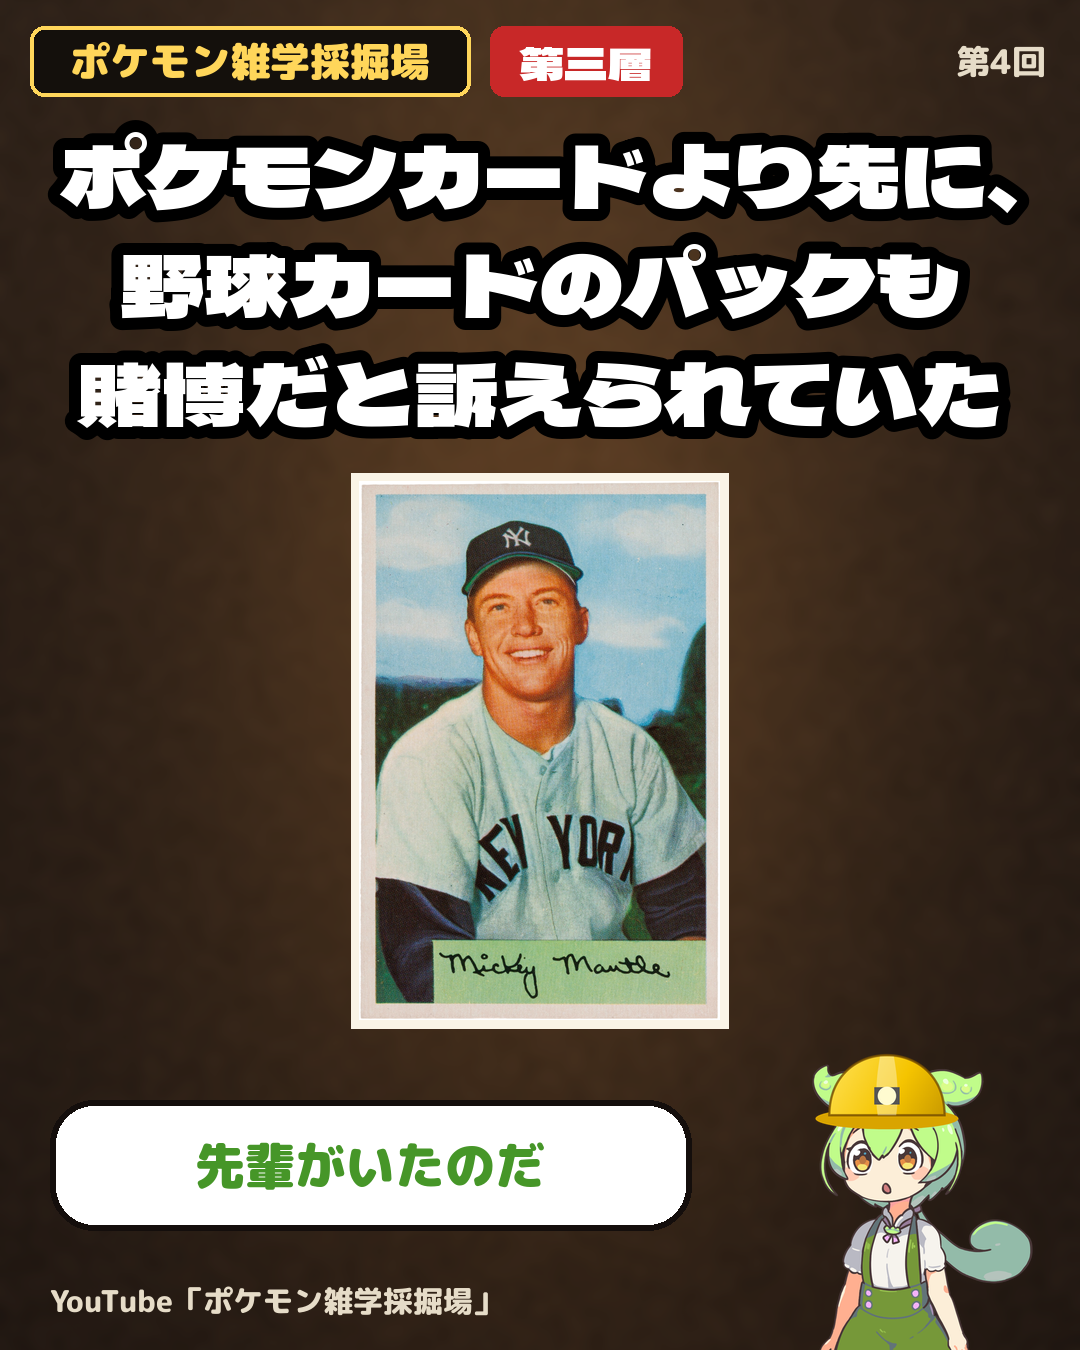 ポケモン雑学採掘場
第三層
第4回
ポケモンカードより先に、
野球カードのパックも
賭博だと訴えられていた
NY
NEW YORK
Mickey Mantle
先輩がいたのだ
YouTube「ポケモン雑学採掘場」